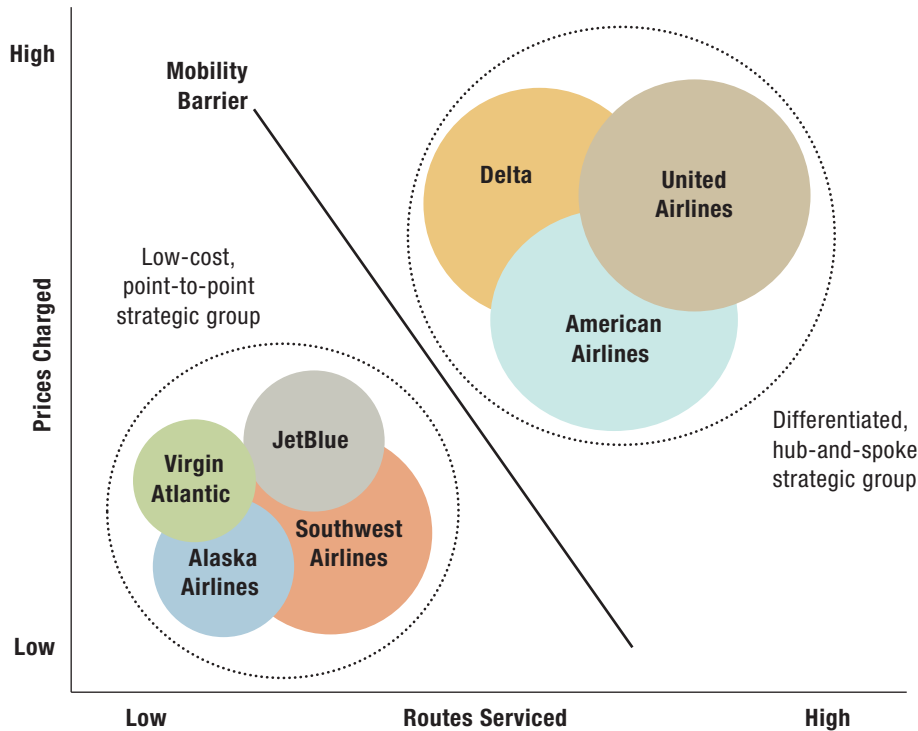 High
Mobility
Barrier
Delta
United
Airlines
Low-cost,
point-to-point
strategic group
American
Airlines
Prices Charged
Differentiated,
hub-and-spoke
strategic group
JetBlue
Virgin
Atlantic
Southwest
Airlines
Alaska
Airlines
Low
Low
Routes Serviced
High